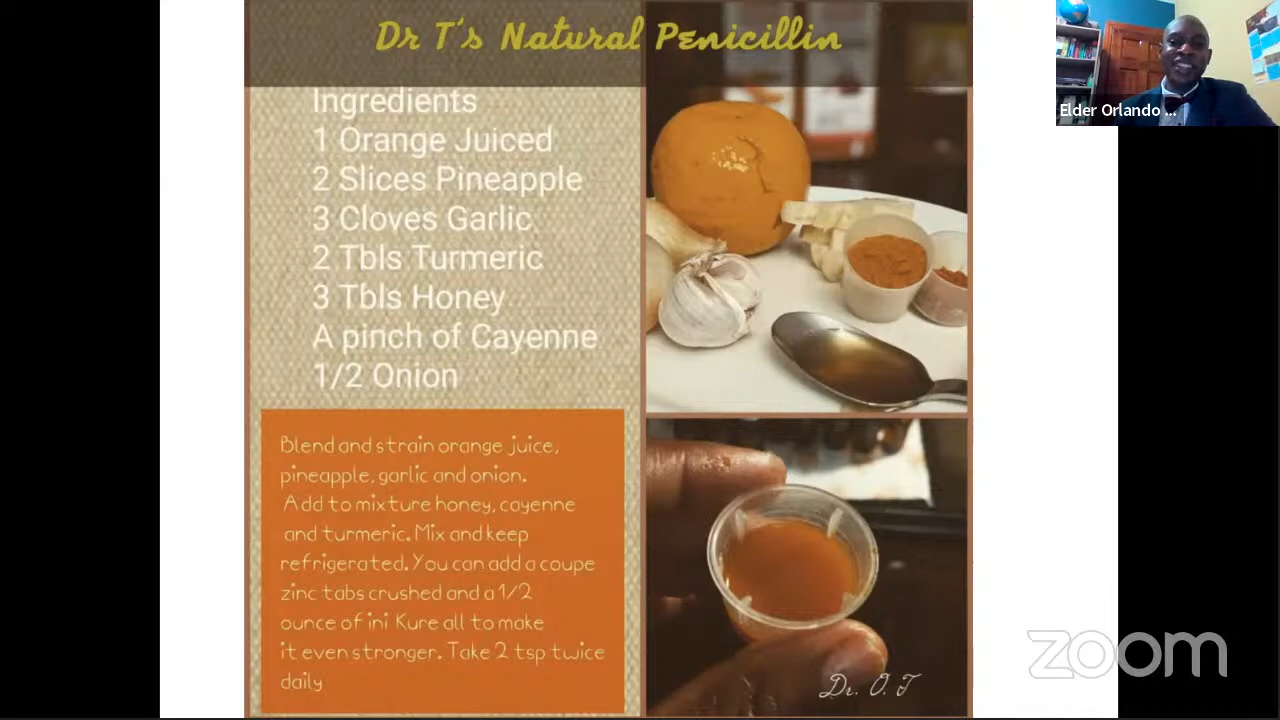 Dr T's Natural Penicillin
Ingredients
1 Orange Juiced
2 Slices Pineapple
3 Cloves Garlic
2 Tbls Turmeric
3 Tbls Honey
A pinch of Cayenne
1/2 Onion
Blend and strain orange juice,
pineapple, garlic and onion.
Add to mixture honey, cayenne
and turmeric. Mix and keep
refrigerated. You can add a coupe
zinc tabs crushed and a 1/2
ounce of ini Kure all to make
it even stronger. Take 2 tsp twice
daily
Dr. O. T
Elder Orlando ...
zoom